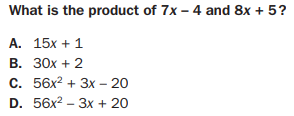 What is the product of 7x – 4 and 8x + 5?
A. 15x + 1
B. 30x + 2
C. 56x² + 3x – 20
D. 56x² – 3x + 20